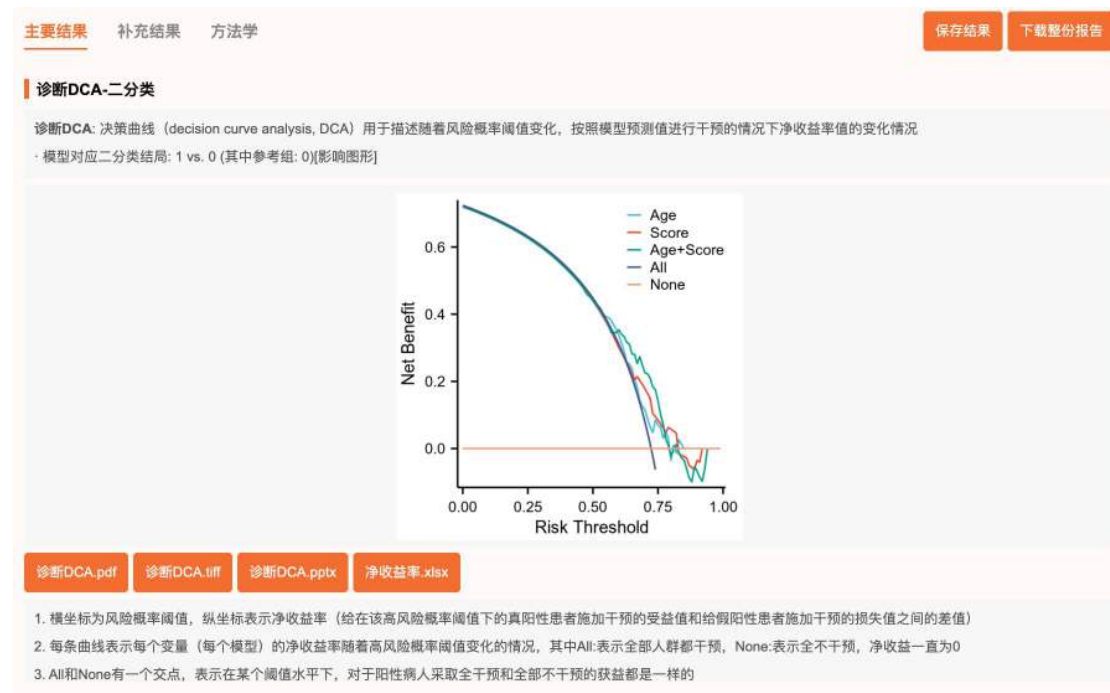 主要结果 补充结果 方法学 保存结果 下载整份报告
诊断DCA-二分类
诊断DCA: 决策曲线（decision curve analysis, DCA）用于描述随着风险概率阈值变化，按照模型预测值进行干预的情况下净收益率值的变化情况
· 模型对应二分类结局: 1 vs. 0 (其中参考组: 0)[影响图形]
Age
Score
Age+Score
All
None
Net Benefit
0.6
0.4
0.2
0.0
0.00 0.25 0.50 0.75 1.00
Risk Threshold
诊断DCA.pdf 诊断DCA.tiff 诊断DCA.pptx 净收益率.xlsx
1. 横坐标为风险概率阈值，纵坐标表示净收益率（给在该高风险概率阈值下的真阳性患者施加干预的受益值和给假阳性患者施加干预的损失值之间的差值）
2. 每条曲线表示每个变量（每个模型）的净收益率随着高风险概率阈值变化的情况，其中All:表示全部人群都干预，None:表示全不干预，净收益一直为0
3. All和None有一个交点，表示在某个阈值水平下，对于阳性病人采取全干预和全部不干预的获益都是一样的